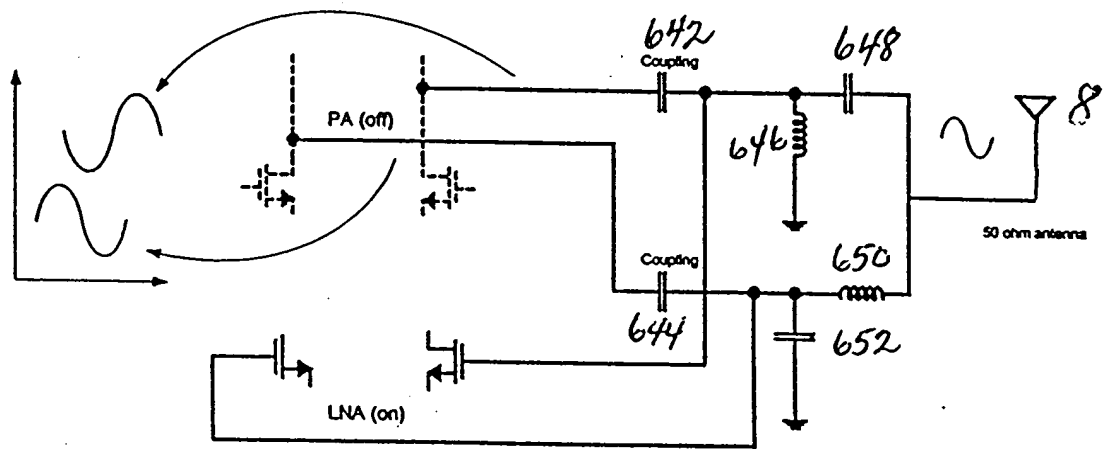 642
Coupling
648
PA (off)
646
8
50 ohm antenna
Coupling
650
644
652
LNA (on)